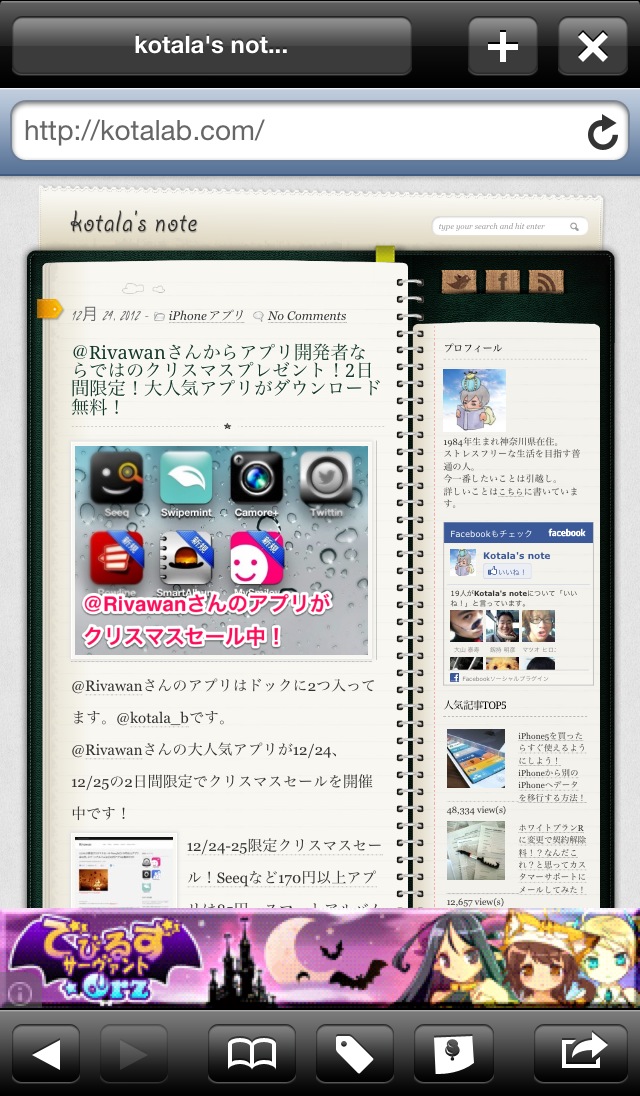 kotala's not...
http://kotalab.com/
kotala's note
type your search and hit enter
12月 24, 2012 - iPhoneアプリ No Comments
@Rivawanさんからアプリ開発者な
らではのクリスマスプレゼント！2日
間限定！大人気アプリがダウンロード
無料！
Seeq Swipemint Camore+ Twittin
新規 新規 新規
SmartAlbum MySmiley
@Rivawanさんのアプリが
クリスマスセール中！
@Rivawanさんのアプリはドックに2つ入って
ます。@kotala_bです。
@Rivawanさんの大人気アプリが12/24、
12/25の2日間限定でクリスマスセールを開催
中です！
12/24-25限定クリスマスセー
ル！Seeqなど170円以上アプ
プロフィール
1984年生まれ神奈川県在住。
ストレスフリーな生活を目指す普
通の人。
今一番したいことは引越し。
詳しいことはこちらに書いていま
す。
Facebookもチェック facebook
Kotala's note
いいね！
19人がKotala's noteについて「いい
ね！」と言っています。
Facebookソーシャルプラグイン
人気記事TOP5
iPhone5を買った
らすぐ使えるよう
にしよう！
iPhoneから別の
iPhoneへデータ
を移行する方法！
48,334 view(s)
ホワイトプランR
に変更で契約解除
料！？なんだこ
れ？と思ってカス
タマーサポートに
メールしてみた！
12,657 view(s)
でびるず
サーヴァント
orz